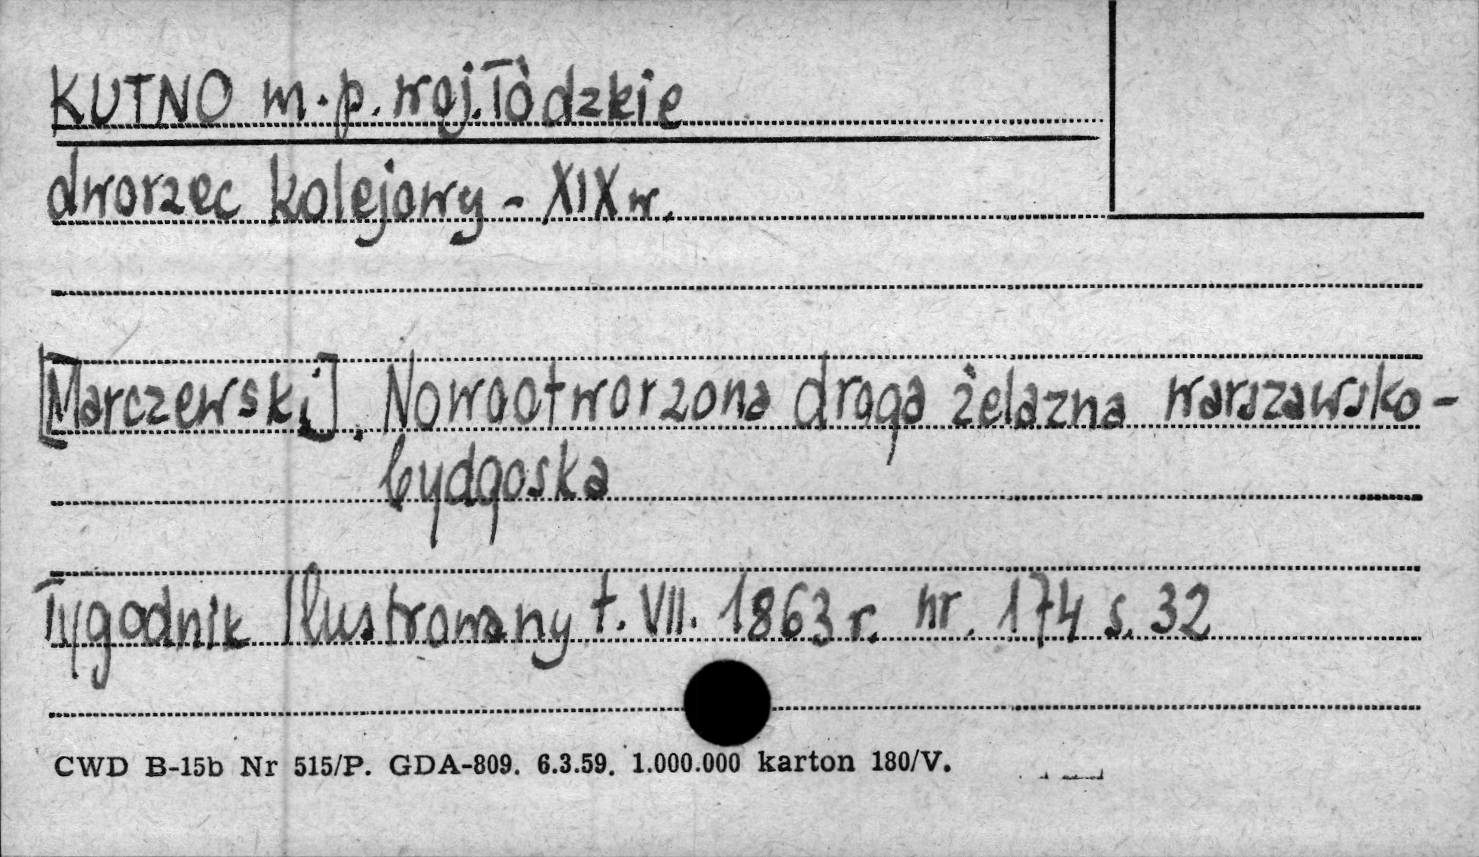 KUTNO m.p. woj. Łódzkie
dworzec kolejowy - XIX w.
[Marczewski]. Nowootworzona droga żelazna warszawsko-
bydgoska
Tygodnik Ilustrowany t. VII. 1863 r. nr. 174 s. 32
CWD B-15b Nr 515/P. GDA-809. 6.3.59. 1.000.000 karton 180/V.